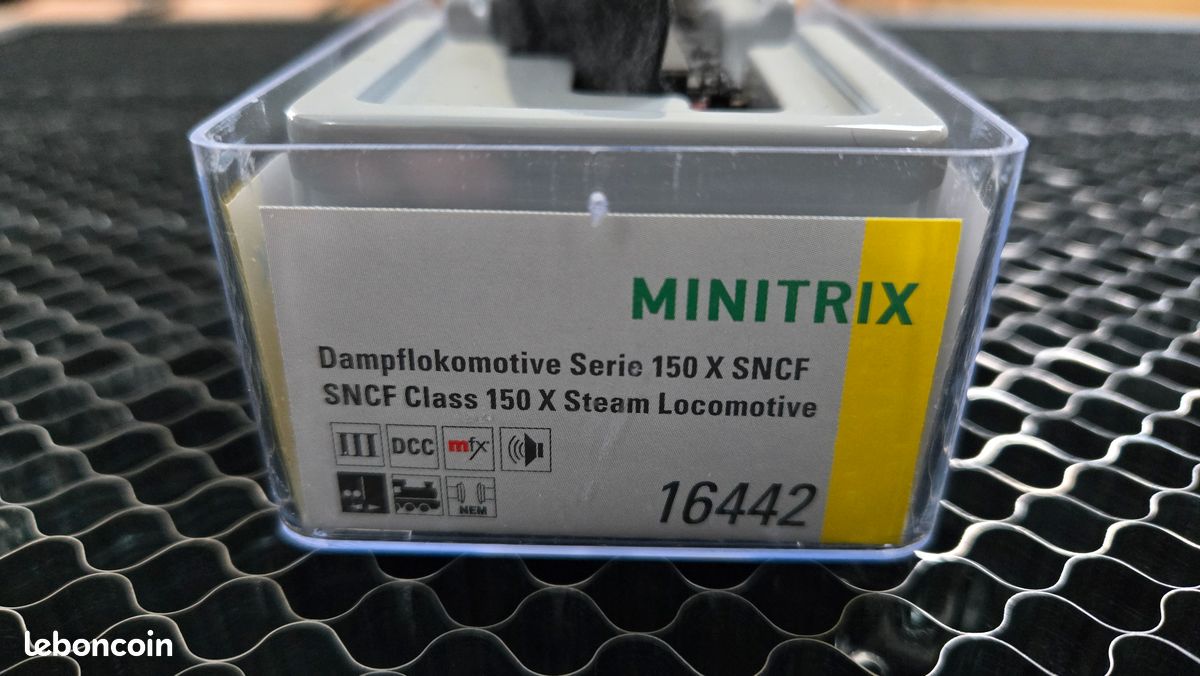 MINITRIX
Dampflokomotive Serie 150 X SNCF
SNCF Class 150 X Steam Locomotive
III DCC mfx
NEM
16442
leboncoin